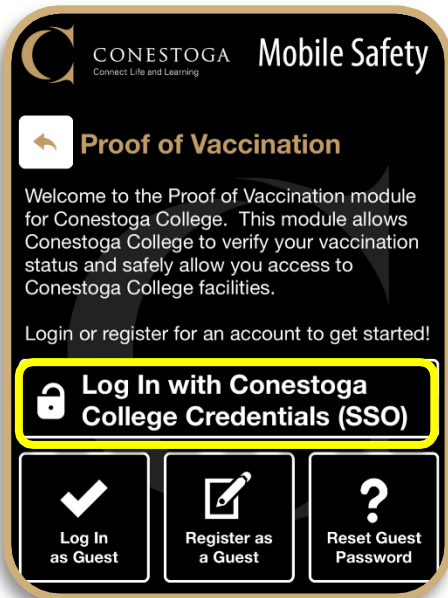 CONESTOGA
Connect Life and Learning
Mobile Safety
Proof of Vaccination
Welcome to the Proof of Vaccination module
for Conestoga College.  This module allows
Conestoga College to verify your vaccination
status and safely allow you access to
Conestoga College facilities.
Login or register for an account to get started!
Log In with Conestoga
College Credentials (SSO)
Log In
as Guest
Register as
a Guest
Reset Guest
Password